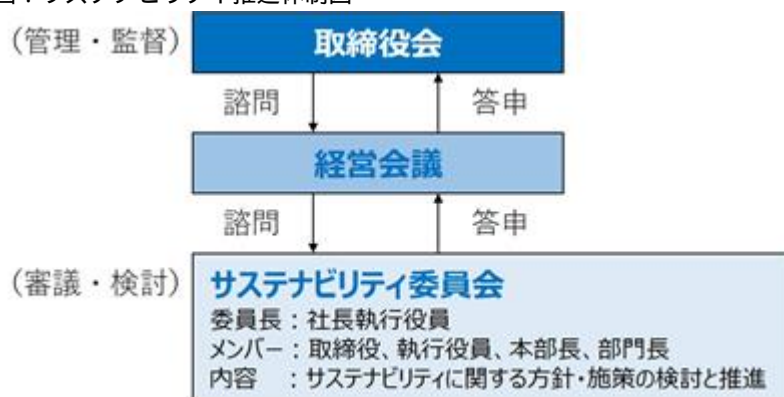 （管理・監督） 取締役会
諮問 答申
経営会議
諮問 答申
（審議・検討） サステナビリティ委員会
委員長：社長執行役員
メンバー：取締役、執行役員、本部長、部門長
内容　：サステナビリティに関する方針・施策の検討と推進